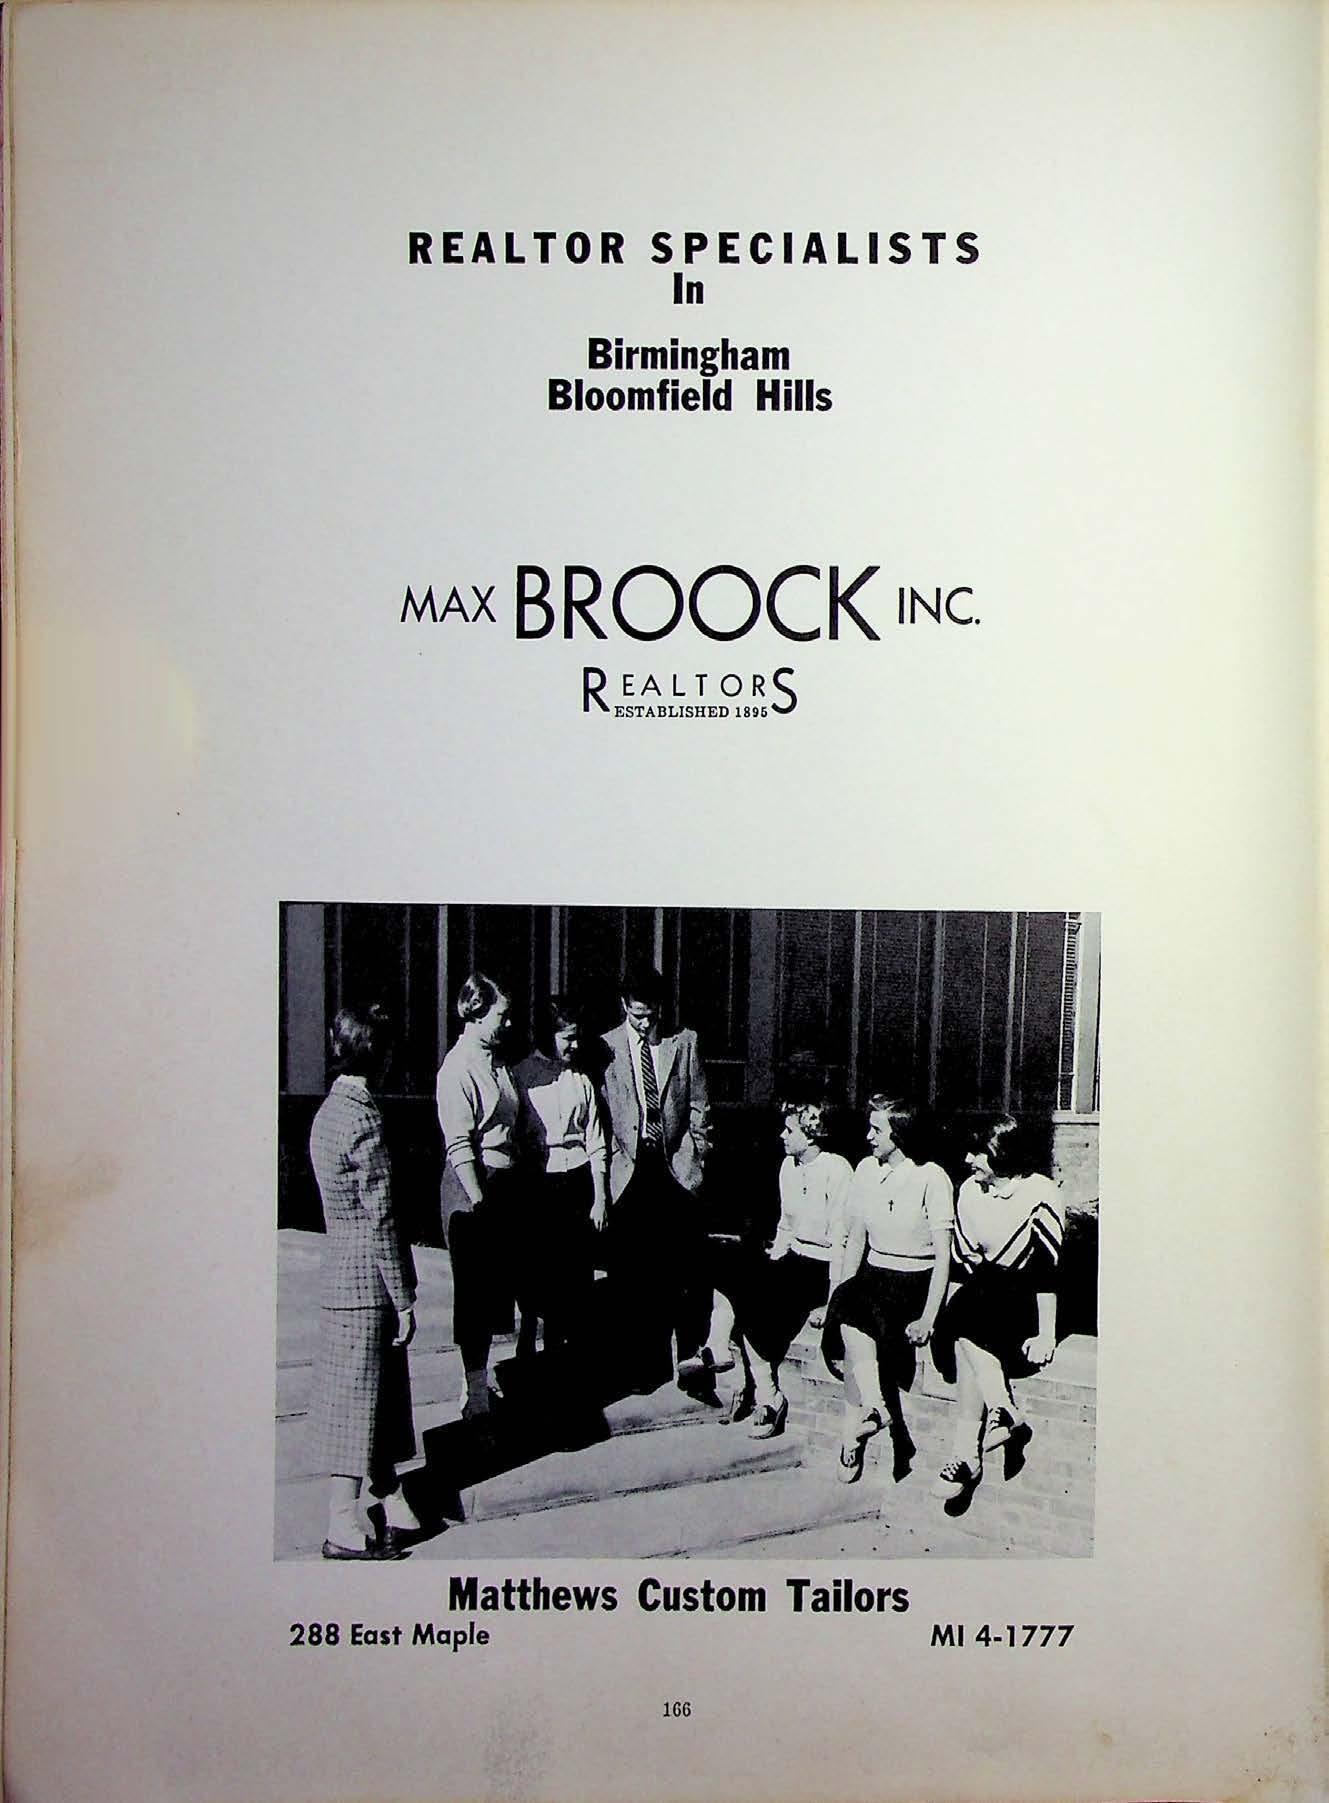 REALTOR SPECIALISTS
In
Birmingham
Bloomfield Hills
MAX BROOCK INC.
REALTORS
ESTABLISHED 1895
Matthews Custom Tailors
288 East Maple MI 4-1777
166